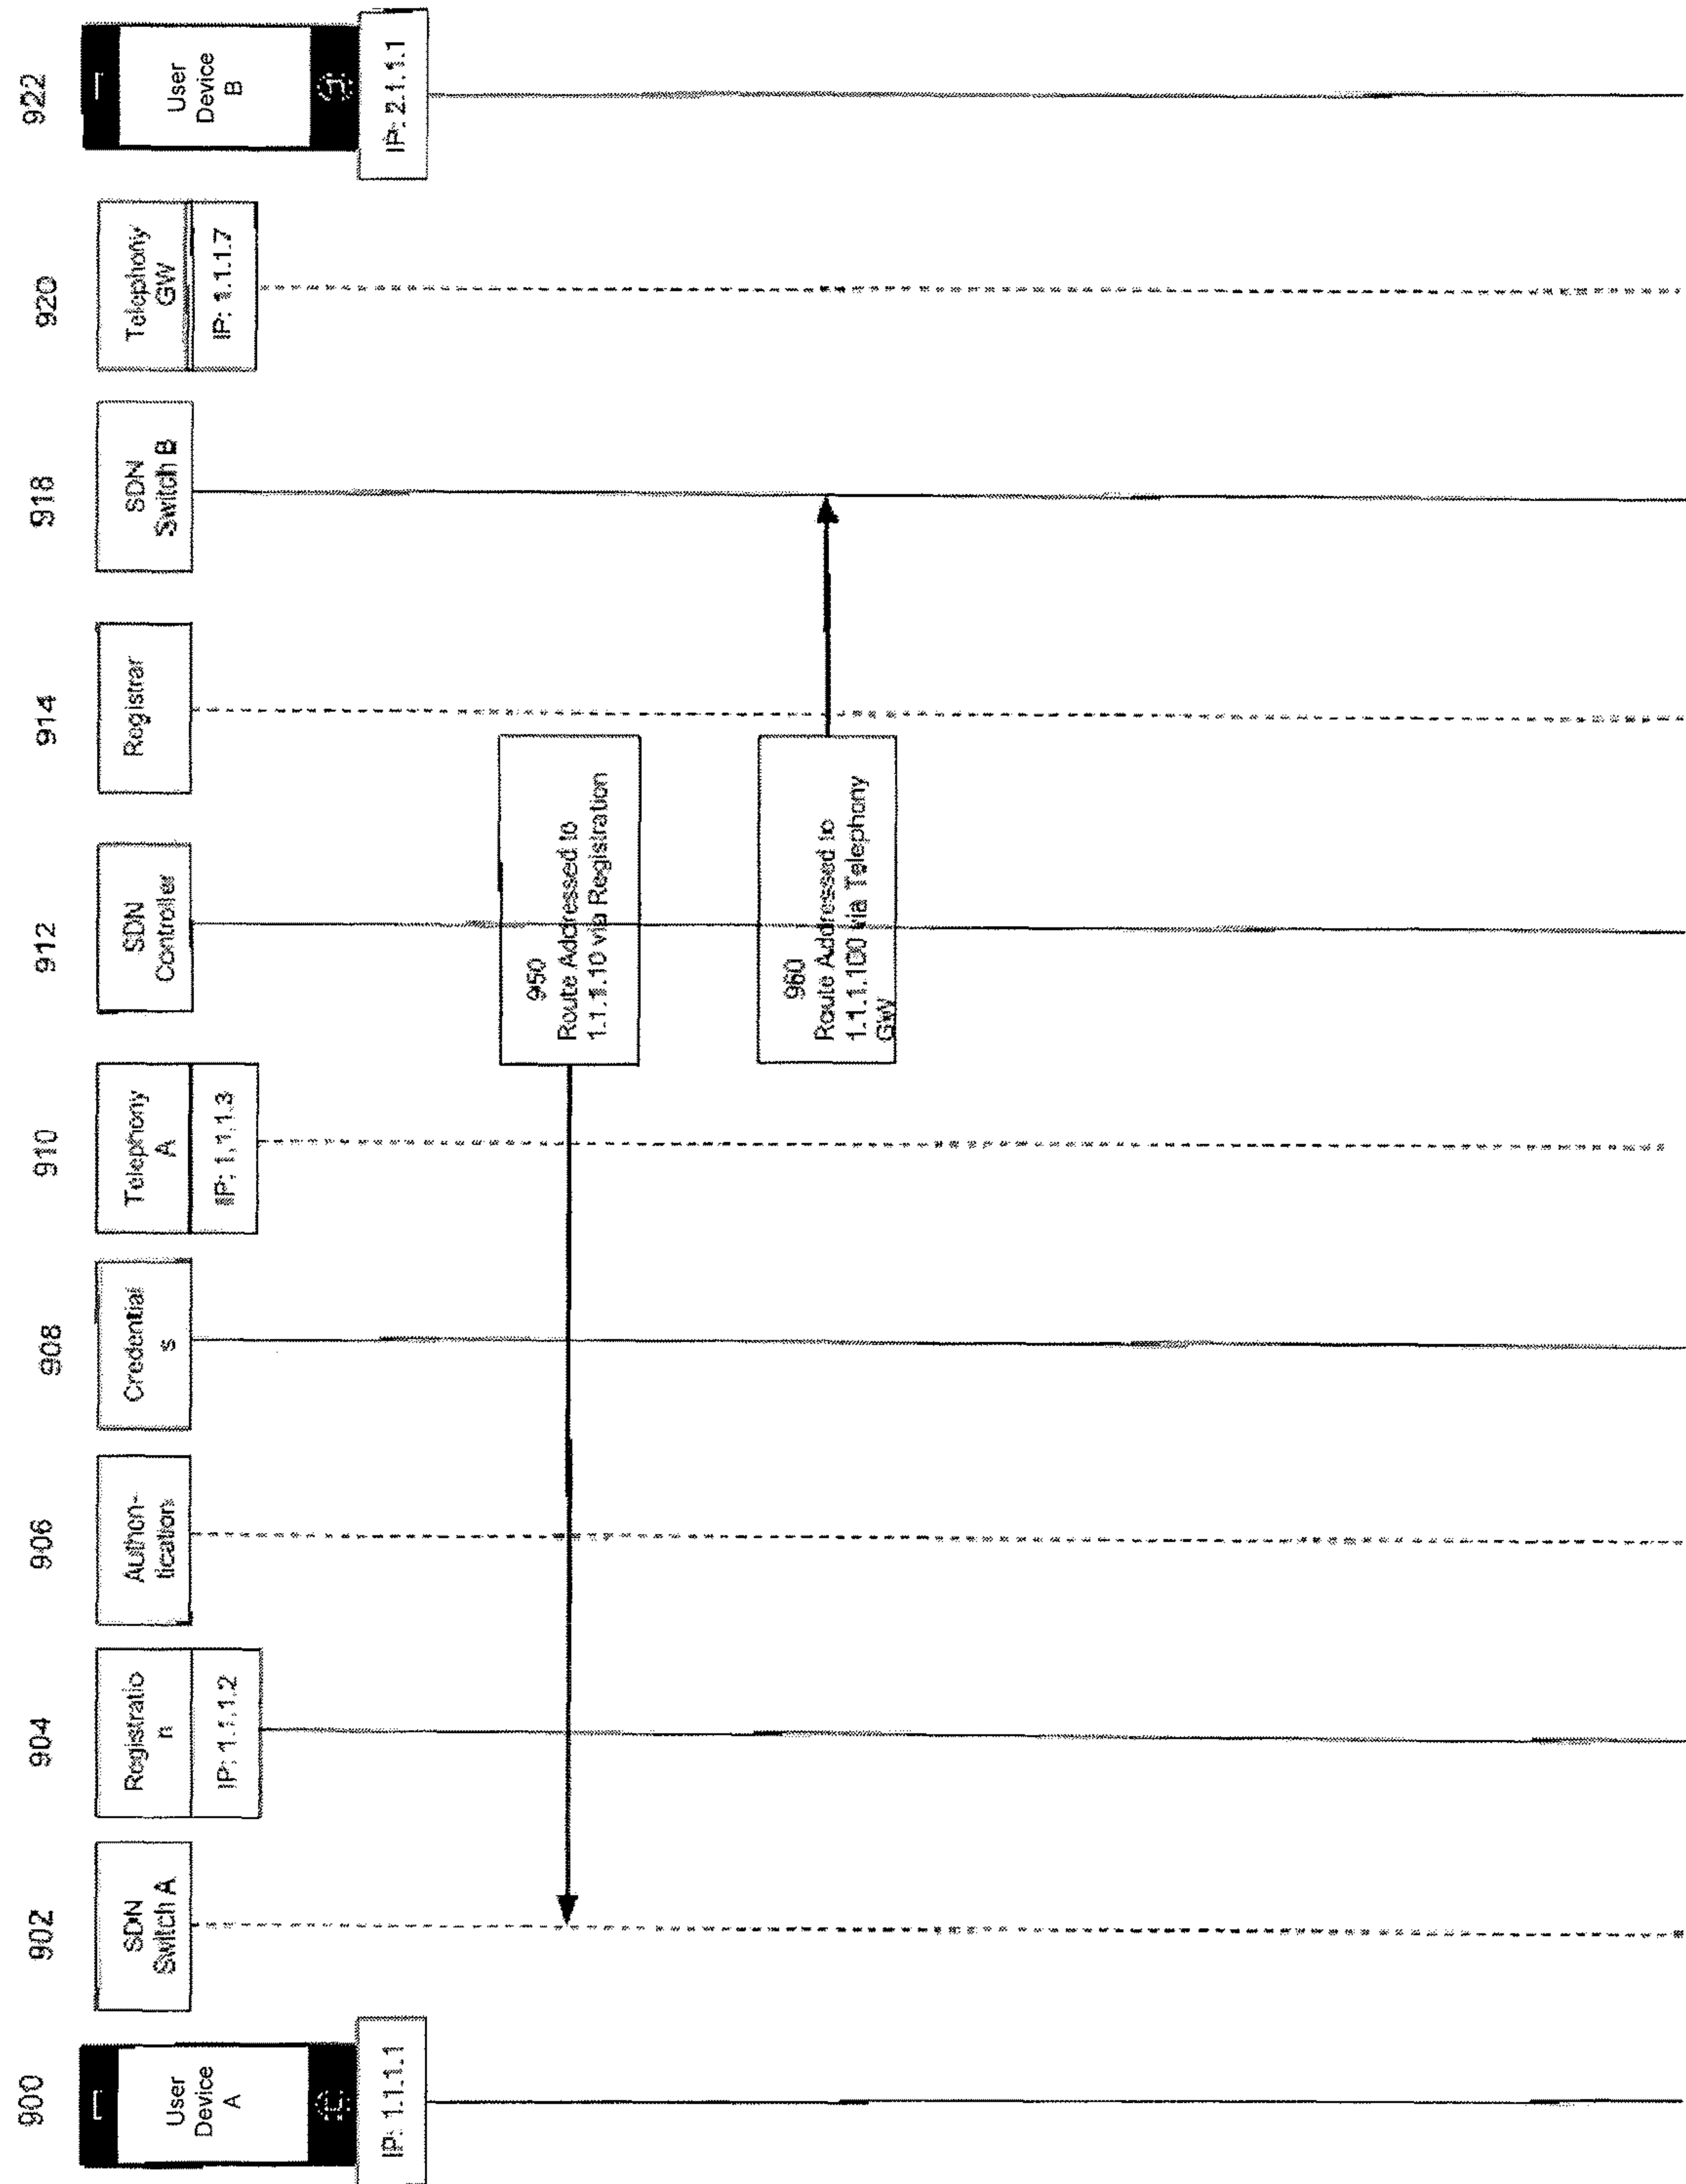 900
902
904
906
908
910
912
914
918
920
922
User
Device
A
IP: 1.1.1.1
SDN
Switch A
Registratio
n
IP: 1.1.1.2
Authen-
tication
Credential
s
Telephony
A
IP: 1.1.1.3
SDN
Controller
Registrar
SDN
Switch B
Telephony
GW
IP: 1.1.1.7
User
Device
B
IP: 2.1.1.1
950
Route Addressed to
1.1.1.10 via Registration
960
Route Addressed to
1.1.1.100 via Telephony
GW